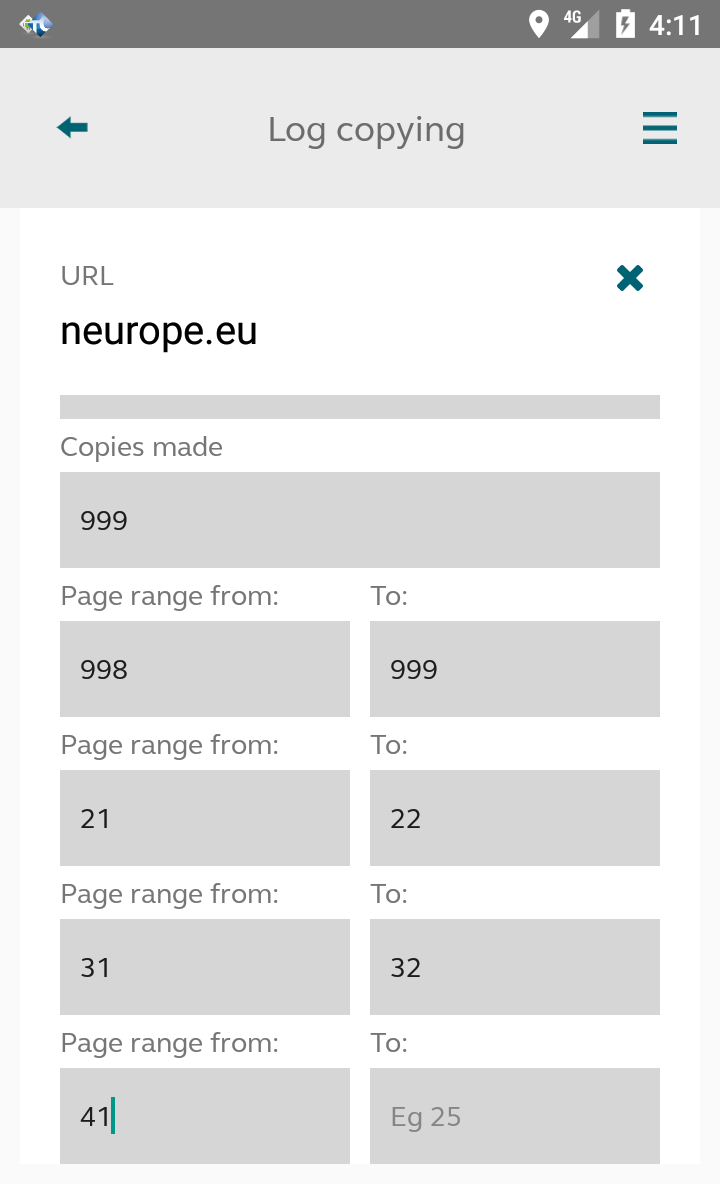 4G 4:11
Log copying
URL
neurope.eu
Copies made
999
Page range from: To:
998 999
Page range from: To:
21 22
Page range from: To:
31 32
Page range from: To:
41 Eg 25